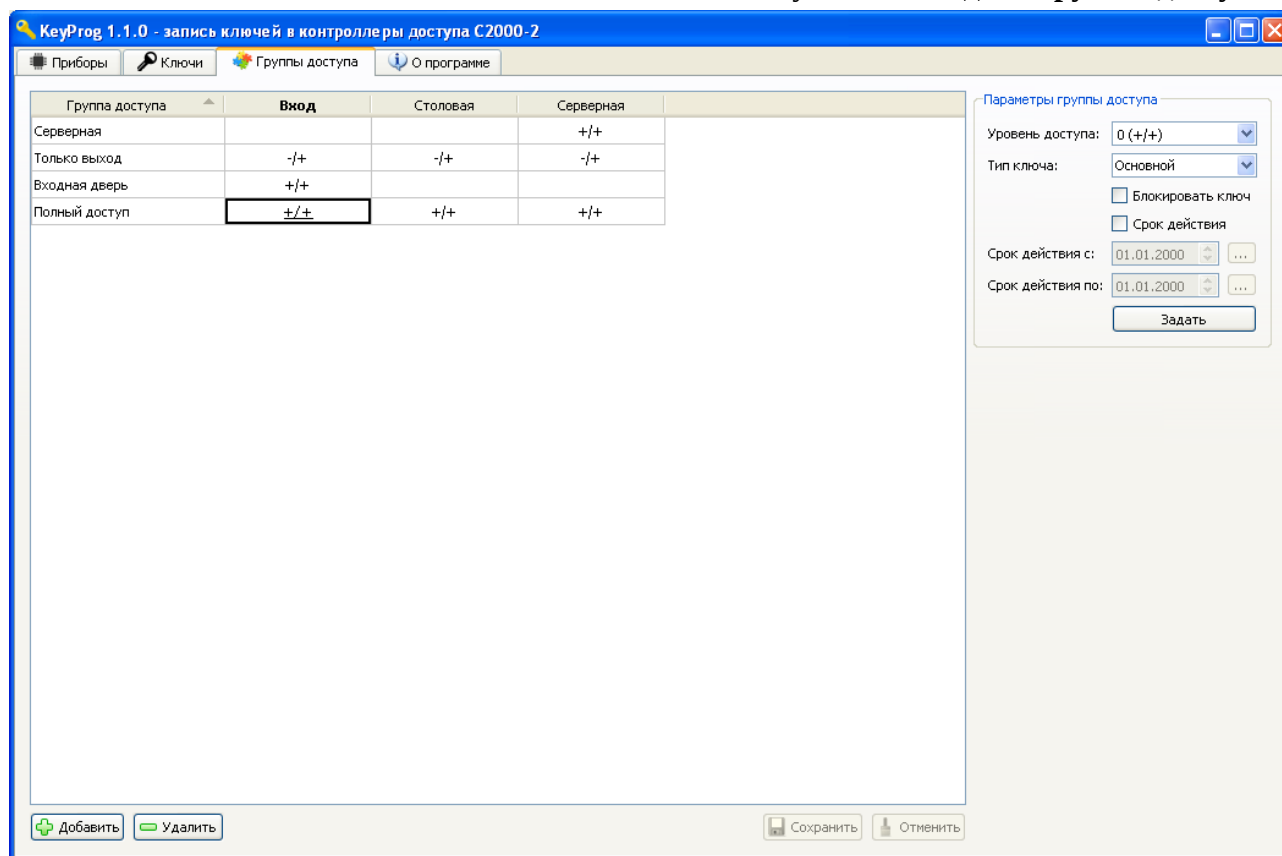 KeyProg 1.1.0 - запись ключей в контроллеры доступа С2000-2
Приборы Ключи Группы доступа О программе
Группа доступа Вход Столовая Серверная
Серверная +/+
Только выход -/+ -/+ -/+
Входная дверь +/+
Полный доступ +/+ +/+ +/+
Параметры группы доступа
Уровень доступа: 0 (+/+)
Тип ключа: Основной
Блокировать ключ
Срок действия
Срок действия с: 01.01.2000 ...
Срок действия по: 01.01.2000 ...
Задать
Добавить Удалить Сохранить Отменить